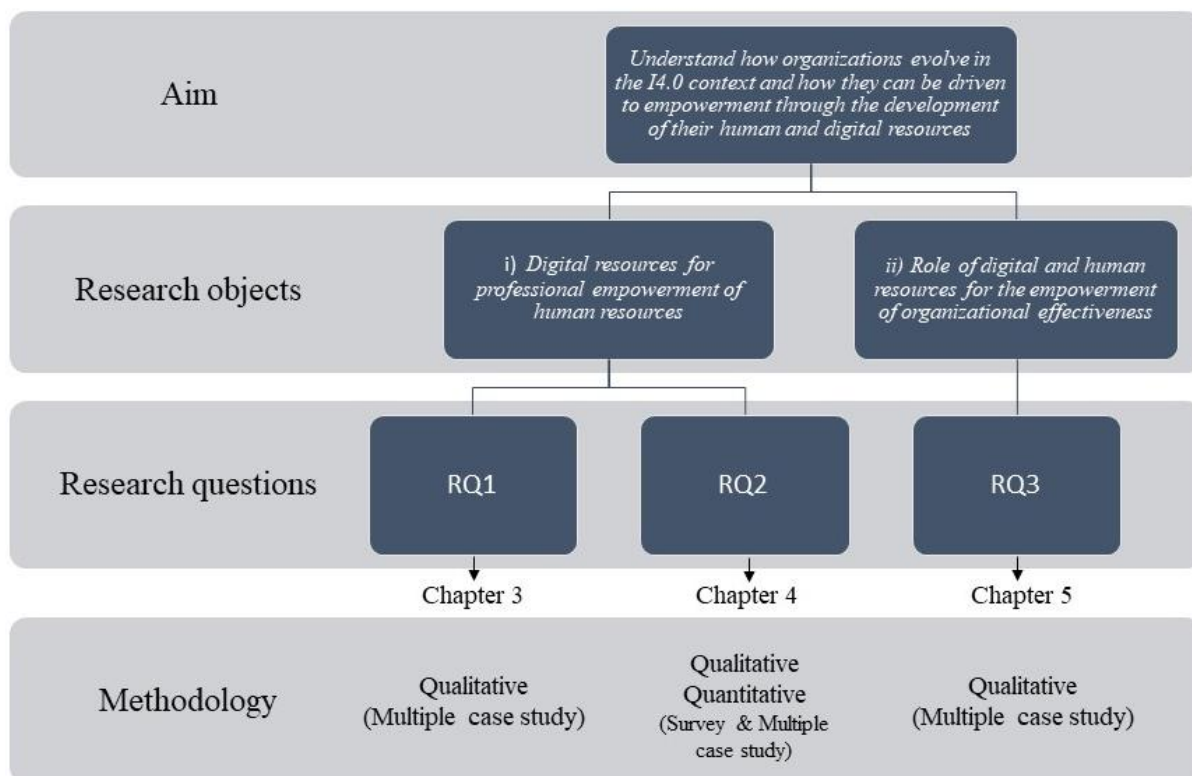 Aim
Understand how organizations evolve in
the I4.0 context and how they can be driven
to empowerment through the development
of their human and digital resources
Research objects
i) Digital resources for
professional empowerment of
human resources
ii) Role of digital and human
resources for the empowerment
of organizational effectiveness
Research questions
RQ1
RQ2
RQ3
Chapter 3
Chapter 4
Chapter 5
Methodology
Qualitative
(Multiple case study)
Qualitative
Quantitative
(Survey & Multiple
case study)
Qualitative
(Multiple case study)